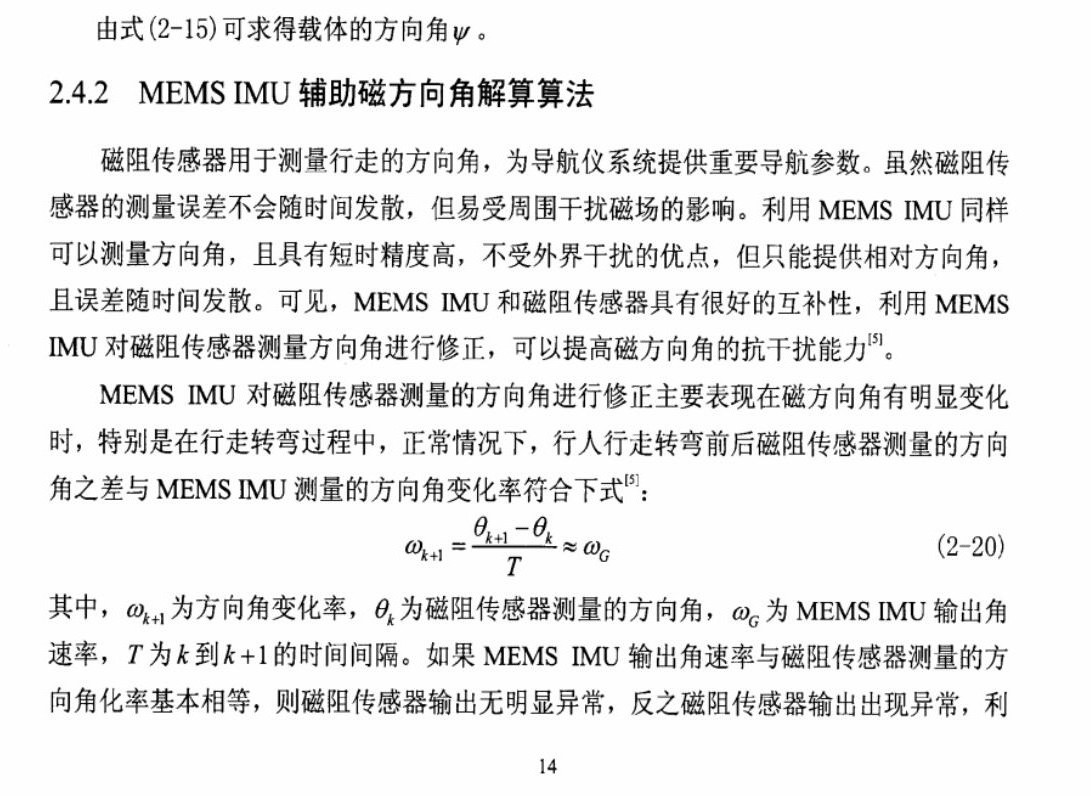 由式(2-15)可求得载体的方向角ψ。
2.4.2 MEMS IMU 辅助磁方向角解算算法
磁阻传感器用于测量行走的方向角，为导航仪系统提供重要导航参数。虽然磁阻传
感器的测量误差不会随时间发散，但易受周围干扰磁场的影响。利用 MEMS IMU 同样
可以测量方向角，且具有短时精度高，不受外界干扰的优点，但只能提供相对方向角，
且误差随时间发散。可见，MEMS IMU 和磁阻传感器具有很好的互补性，利用 MEMS
IMU 对磁阻传感器测量方向角进行修正，可以提高磁方向角的抗干扰能力[5]。
MEMS IMU 对磁阻传感器测量的方向角进行修正主要表现在磁方向角有明显变化
时，特别是在行走转弯过程中，正常情况下，行人行走转弯前后磁阻传感器测量的方向
角之差与 MEMS IMU 测量的方向角变化率符合下式[5]：
ω_{k+1} = (θ_{k+1} − θ_k) / T ≈ ω_G (2-20)
其中，ω_{k+1} 为方向角变化率，θ_k 为磁阻传感器测量的方向角，ω_G 为 MEMS IMU 输出角
速率，T 为 k 到 k+1 的时间间隔。如果 MEMS IMU 输出角速率与磁阻传感器测量的方
向角化率基本相等，则磁阻传感器输出无明显异常，反之磁阻传感器输出出现异常，利
14